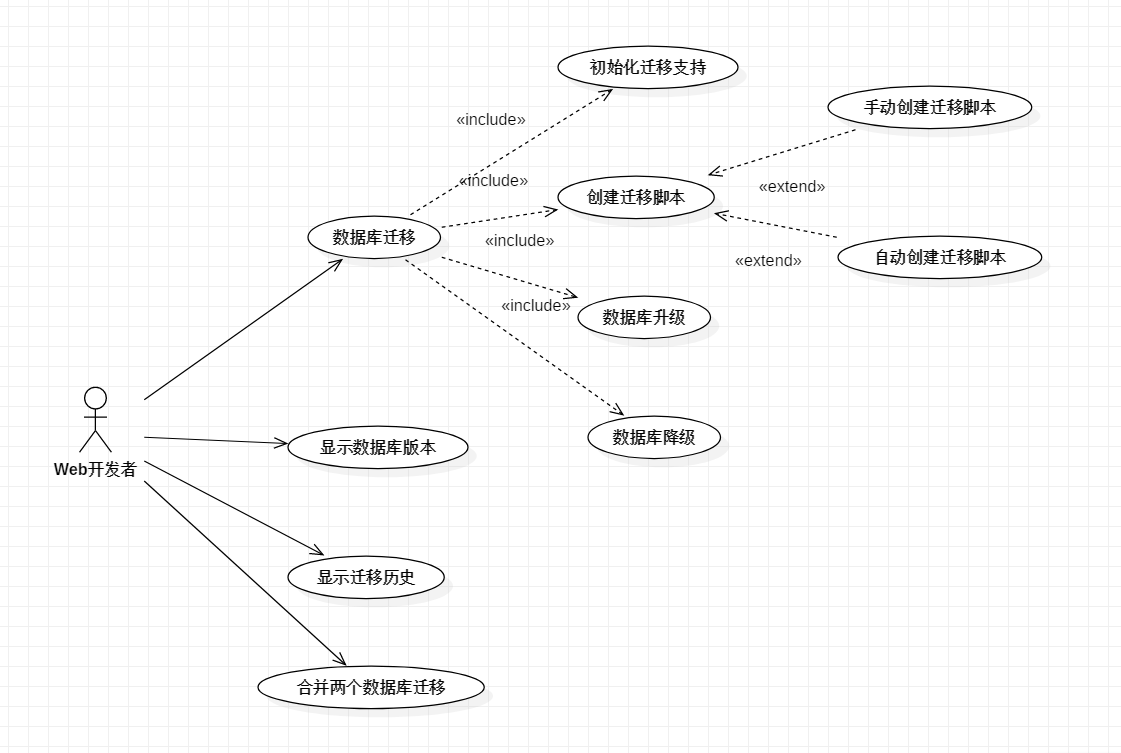 初始化迁移支持
手动创建迁移脚本
«include»
«include»
«extend»
创建迁移脚本
数据库迁移
«include»
«extend»
自动创建迁移脚本
«include»
数据库升级
数据库降级
显示数据库版本
Web开发者
显示迁移历史
合并两个数据库迁移